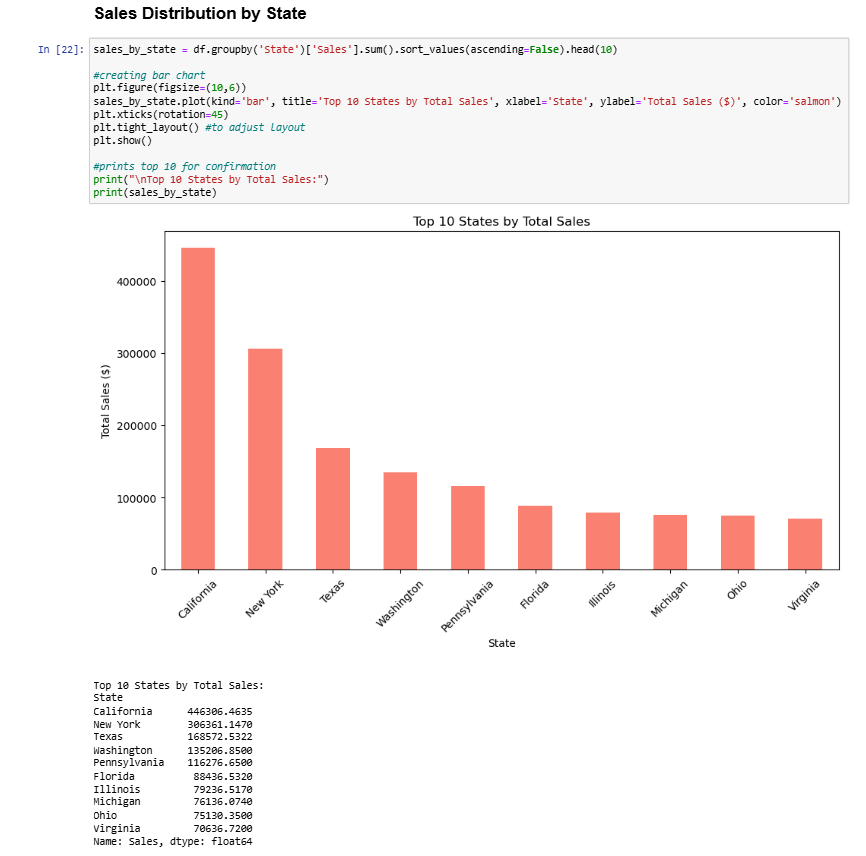 Sales Distribution by State
In [22]: sales_by_state = df.groupby('State')['Sales'].sum().sort_values(ascending=False).head(10)
#creating bar chart
plt.figure(figsize=(10,6))
sales_by_state.plot(kind='bar', title='Top 10 States by Total Sales', xlabel='State', ylabel='Total Sales ($)', color='salmon')
plt.xticks(rotation=45)
plt.tight_layout() #to adjust layout
plt.show()
#prints top 10 for confirmation
print("\nTop 10 States by Total Sales:")
print(sales_by_state)
Top 10 States by Total Sales
Total Sales ($)
400000
300000
200000
100000
0
California
New York
Texas
Washington
Pennsylvania
Florida
Illinois
Michigan
Ohio
Virginia
State
Top 10 States by Total Sales:
State
California 446306.4635
New York 306361.1470
Texas 168572.5322
Washington 135206.8500
Pennsylvania 116276.6500
Florida 88436.5320
Illinois 79236.5170
Michigan 76136.0740
Ohio 75130.3500
Virginia 70636.7200
Name: Sales, dtype: float64